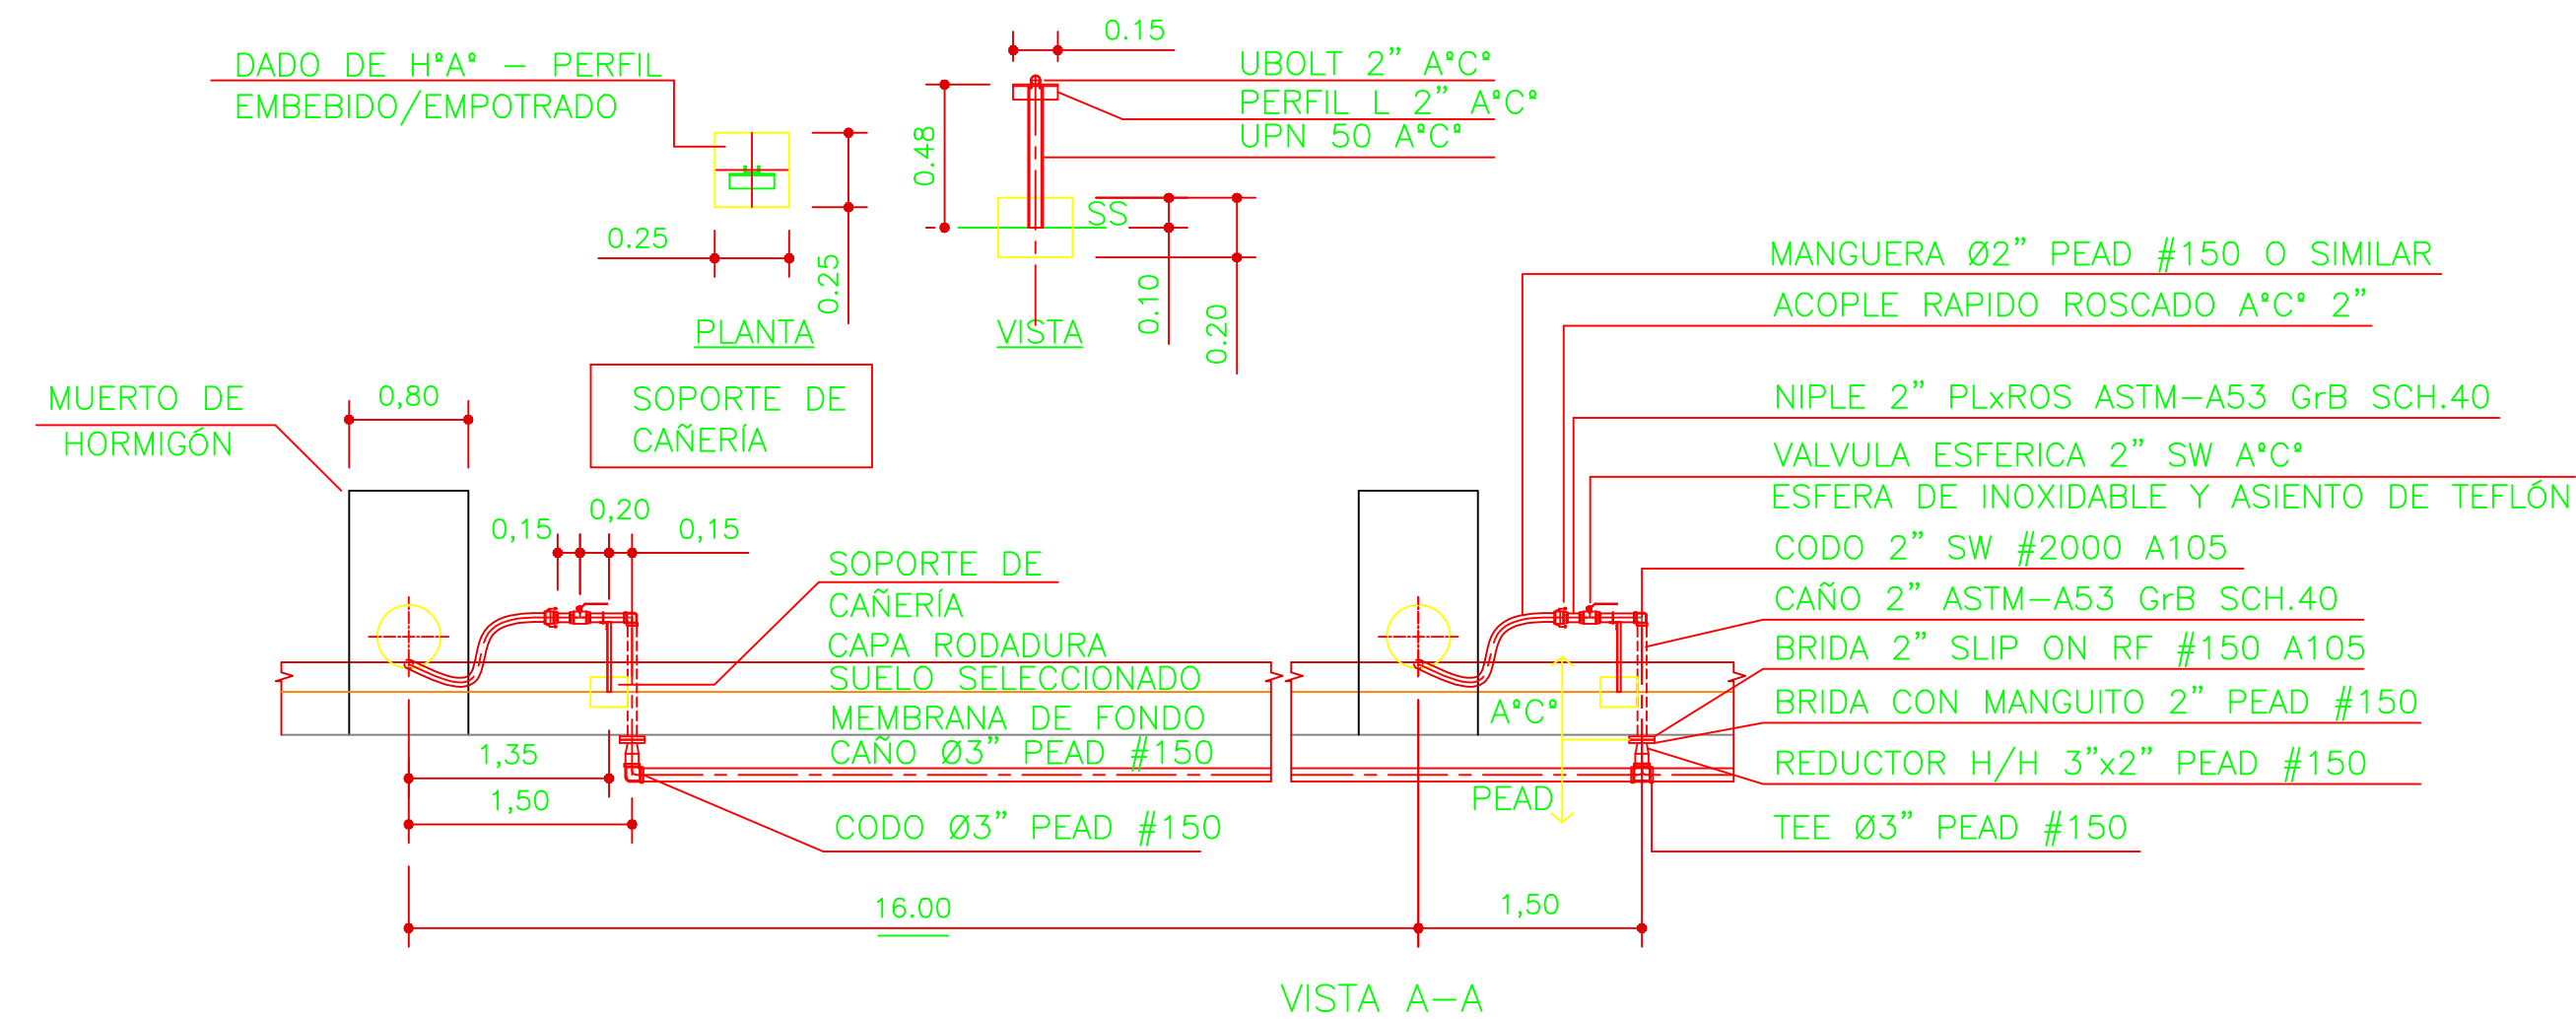 0.15
DADO DE H°A° – PERFIL
EMBEBIDO/EMPOTRADO
UBOLT 2” A°C°
PERFIL L 2” A°C°
UPN 50 A°C°
0.48
SS
0.25
0.25
0.10
0.20
PLANTA
VISTA
SOPORTE DE
CAÑERÍA
MUERTO DE
HORMIGÓN
0,80
MANGUERA Ø2” PEAD #150 O SIMILAR
ACOPLE RAPIDO ROSCADO A°C° 2”
NIPLE 2” PLxROS ASTM–A53 GrB SCH.40
VALVULA ESFERICA 2” SW A°C°
ESFERA DE INOXIDABLE Y ASIENTO DE TEFLÓN
CODO 2” SW #2000 A105
CAÑO 2” ASTM–A53 GrB SCH.40
BRIDA 2” SLIP ON RF #150 A105
BRIDA CON MANGUITO 2” PEAD #150
REDUCTOR H/H 3”x2” PEAD #150
TEE Ø3” PEAD #150
0,15
0,20
0,15
SOPORTE DE
CAÑERÍA
CAPA RODADURA
SUELO SELECCIONADO
MEMBRANA DE FONDO
CAÑO Ø3” PEAD #150
CODO Ø3” PEAD #150
A°C°
PEAD
1,35
1,50
16.00
1,50
VISTA A–A